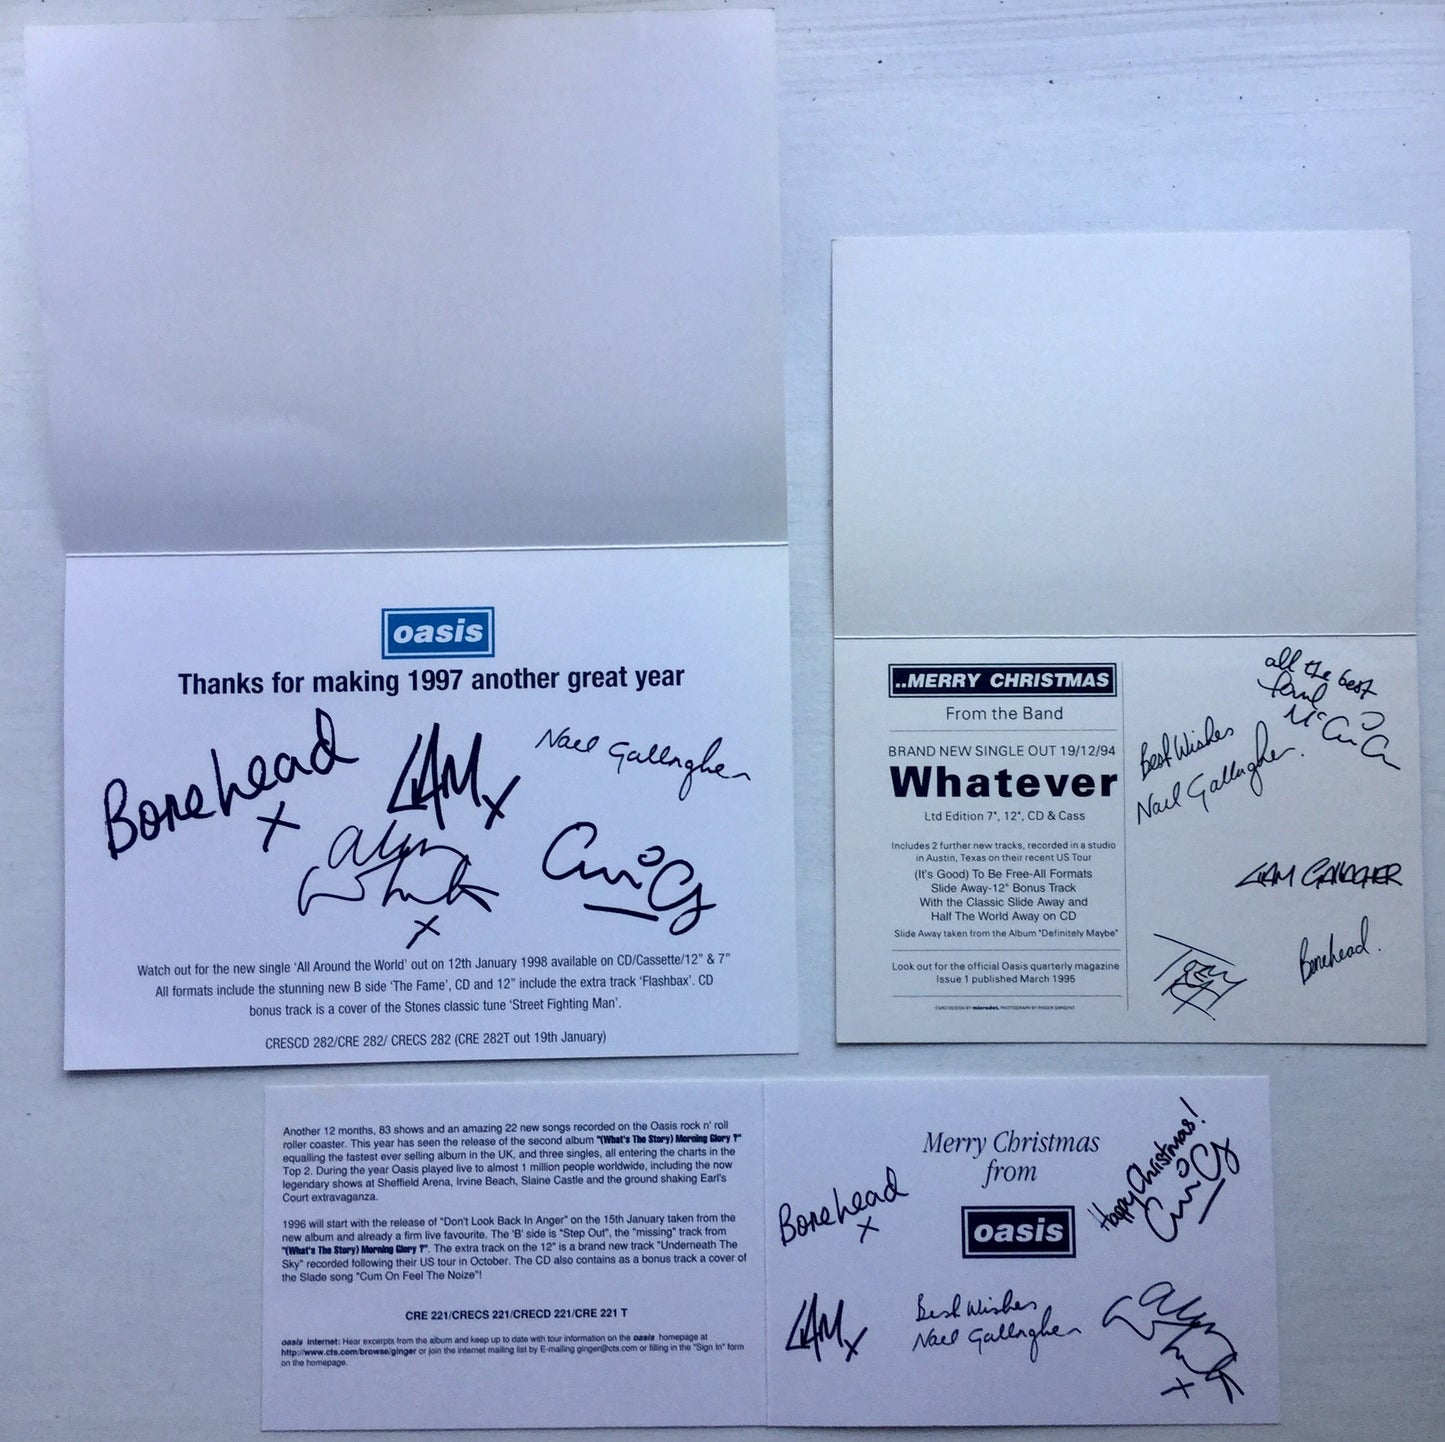 oasis
Thanks for making 1997 another great year
Bonehead
x
LIAM x
Noel Gallagher
alan
White
x
Watch out for the new single 'All Around the World' out on 12th January 1998 available on CD/Cassette/12" & 7"
All formats include the stunning new B side 'The Fame', CD and 12" include the extra track 'Flashbax'. CD
bonus track is a cover of the Stones classic tune 'Street Fighting Man'.
CRESCD 282/CRE 282/ CRECS 282 (CRE 282T out 19th January)
..MERRY CHRISTMAS
From the Band
BRAND NEW SINGLE OUT 19/12/94
Whatever
Ltd Edition 7", 12", CD & Cass
Includes 2 further new tracks, recorded in a studio
in Austin, Texas on their recent US Tour
(It's Good) To Be Free-All Formats
Slide Away-12" Bonus Track
With the Classic Slide Away and
Half The World Away on CD
Slide Away taken from the Album "Definitely Maybe"
Look out for the official Oasis quarterly magazine
Issue 1 published March 1995
CARD DESIGN BY microdot. PHOTOGRAPHY BY ROGER SARGENT
all the best
Paul
McGuigan
Best Wishes
Noel Gallagher.
LIAM GALLAGHER
Bonehead.
Another 12 months, 83 shows and an amazing 22 new songs recorded on the Oasis rock n' roll
roller coaster. This year has seen the release of the second album "(What's The Story) Morning Glory ?"
equalling the fastest ever selling album in the UK, and three singles, all entering the charts in the
Top 2. During the year Oasis played live to almost 1 million people worldwide, including the now
legendary shows at Sheffield Arena, Irvine Beach, Slaine Castle and the ground shaking Earl's
Court extravaganza.
1996 will start with the release of "Don't Look Back In Anger" on the 15th January taken from the
new album and already a firm live favourite. The 'B' side is "Step Out", the "missing" track from
"(What's The Story) Morning Glory ?". The extra track on the 12" is a brand new track "Underneath The
Sky" recorded following their US tour in October. The CD also contains as a bonus track a cover of
the Slade song "Cum On Feel The Noize"!
CRE 221/CRECS 221/CRECD 221/CRE 221 T
oasis Internet: Hear excerpts from the album and keep up to date with tour information on the oasis homepage at
http://www.cts.com/browse/ginger or join the internet mailing list by E-mailing ginger@cts.com or filling in the "Sign In" form
on the homepage.
Merry Christmas
from
oasis
Bonehead
x
Happy Christmas!
LIAM x
Best Wishes
Noel Gallagher
alan
White
x